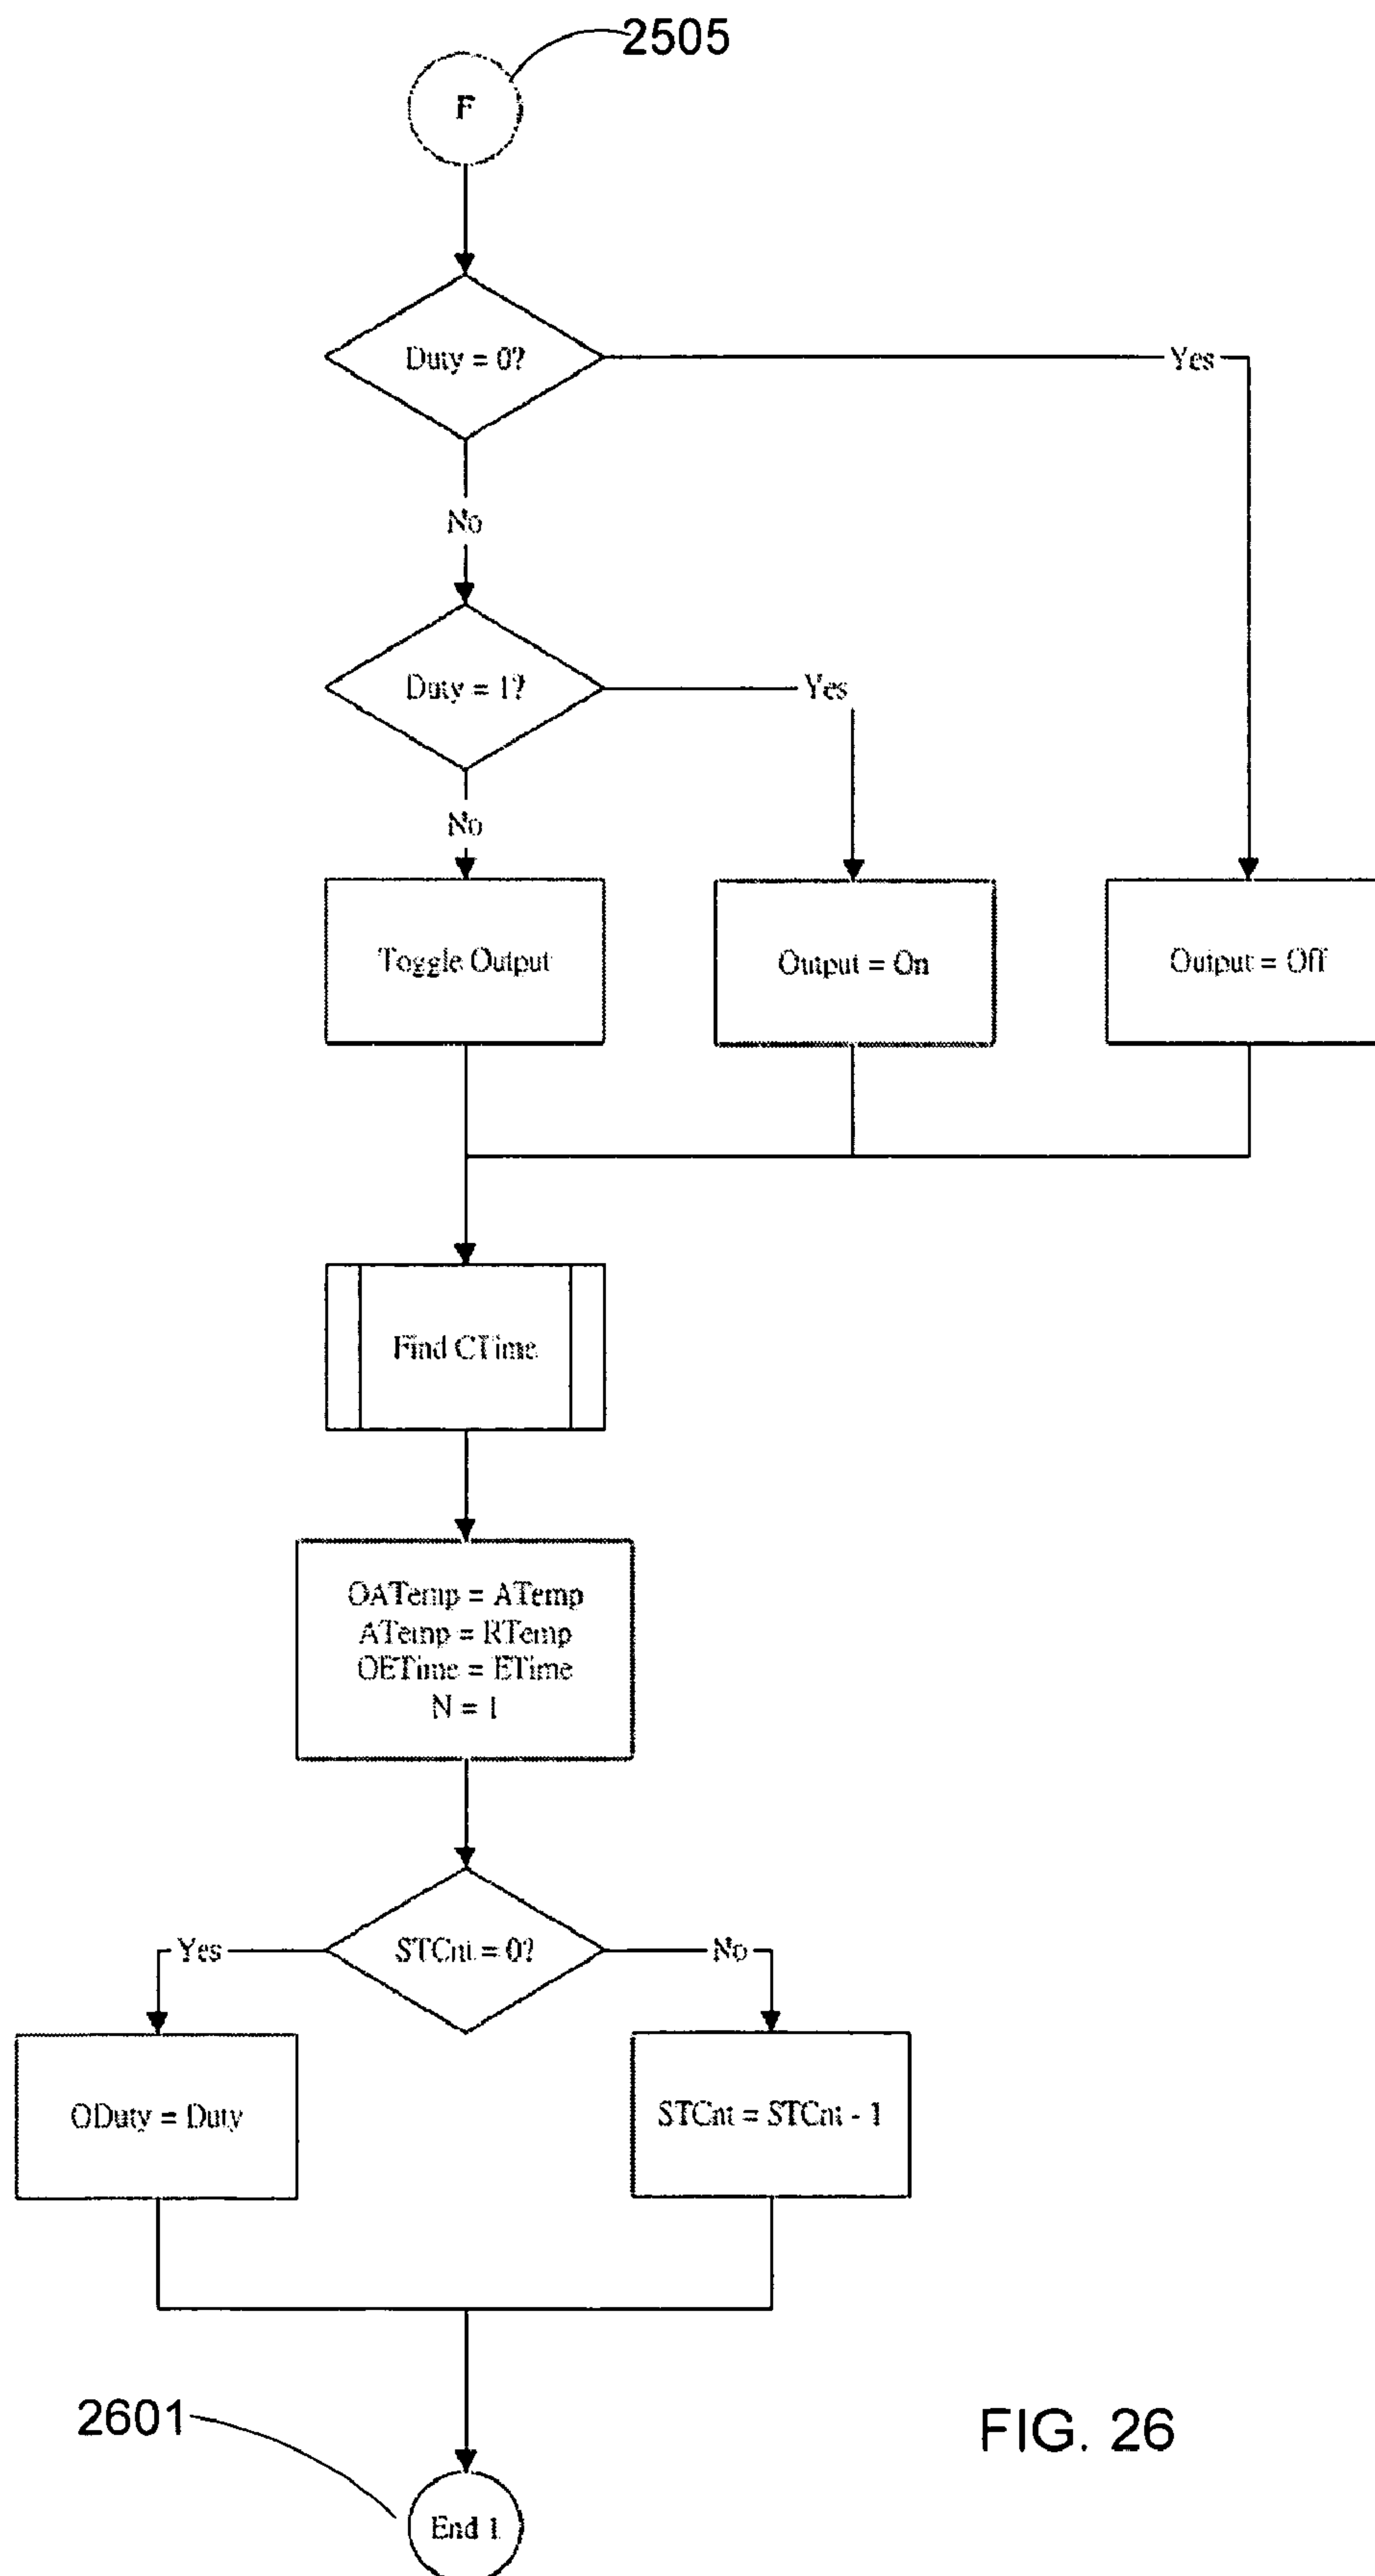 2505
F
Duty = 0?
Yes
No
Duty = 1?
Yes
No
Toggle Output
Output = On
Output = Off
Find CTime
OATemp = ATemp
ATemp = RTemp
OETime = ETime
N = 1
STCnt = 0?
Yes
No
ODuty = Duty
STCnt = STCnt - 1
2601
End 1
FIG. 26